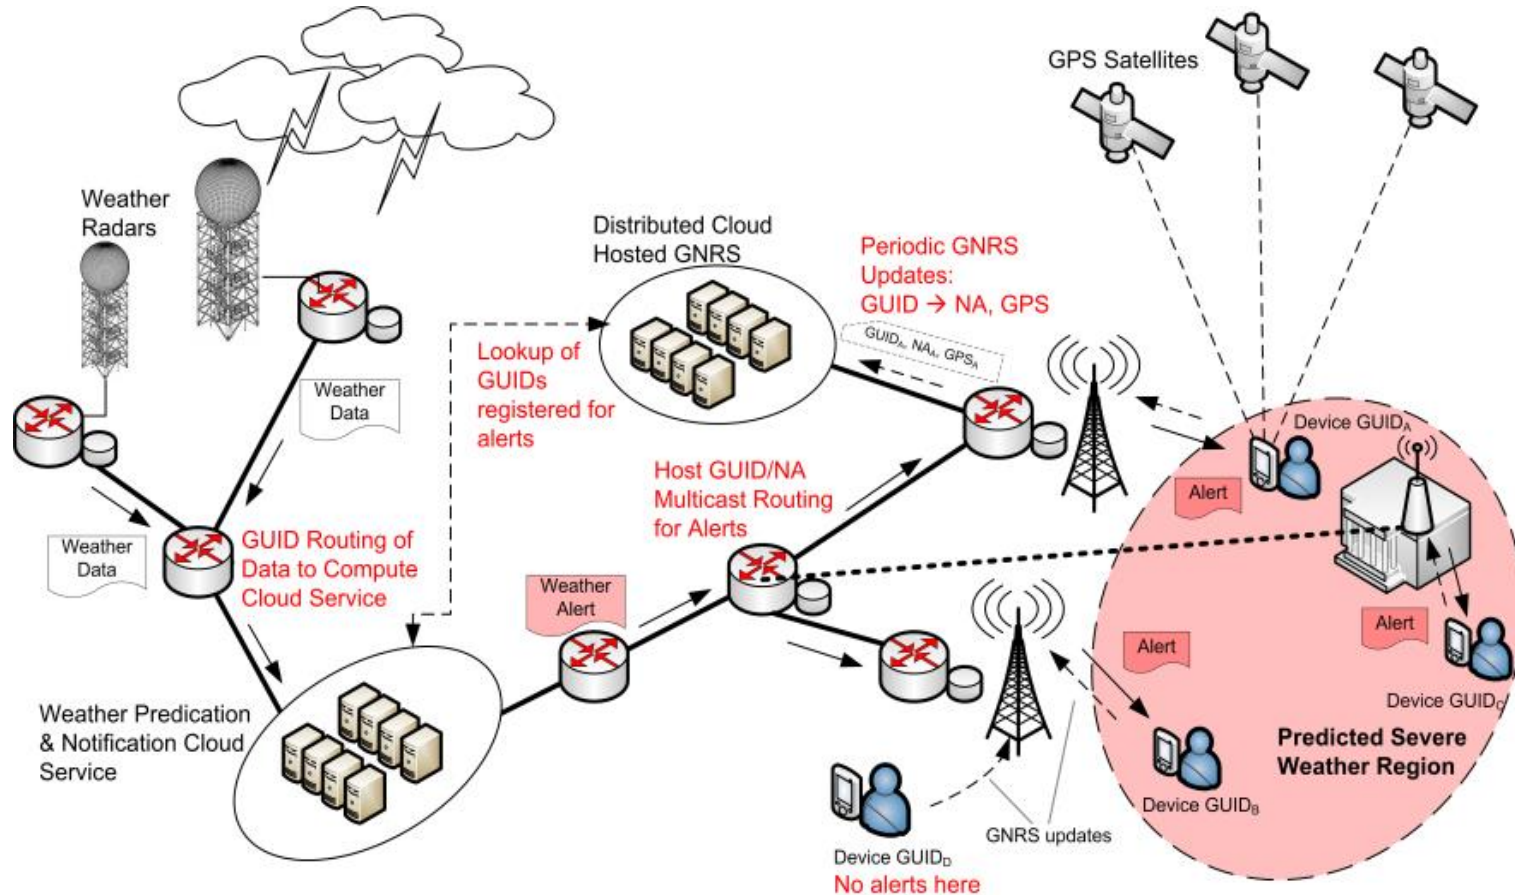 GPS Satellites
Weather
Radars
Distributed Cloud
Hosted GNRS
Periodic GNRS
Updates:
GUID → NA, GPS
GUIDA, NAA, GPSA
Lookup of
GUIDs
registered for
alerts
Weather
Data
Device GUIDA
Alert
Host GUID/NA
Multicast Routing
for Alerts
Weather
Data
GUID Routing of
Data to Compute
Cloud Service
Weather
Alert
Alert
Alert
Device GUIDC
Weather Predication
& Notification Cloud
Service
Predicted Severe
Weather Region
Device GUIDB
GNRS updates
Device GUIDD
No alerts here